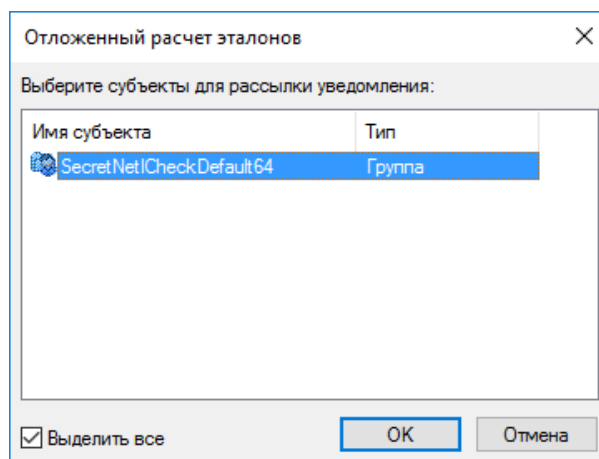 Отложенный расчет эталонов
Выберите субъекты для рассылки уведомления:
Имя субъекта Тип
SecretNetICheckDefault64 Группа
Выделить все OK Отмена